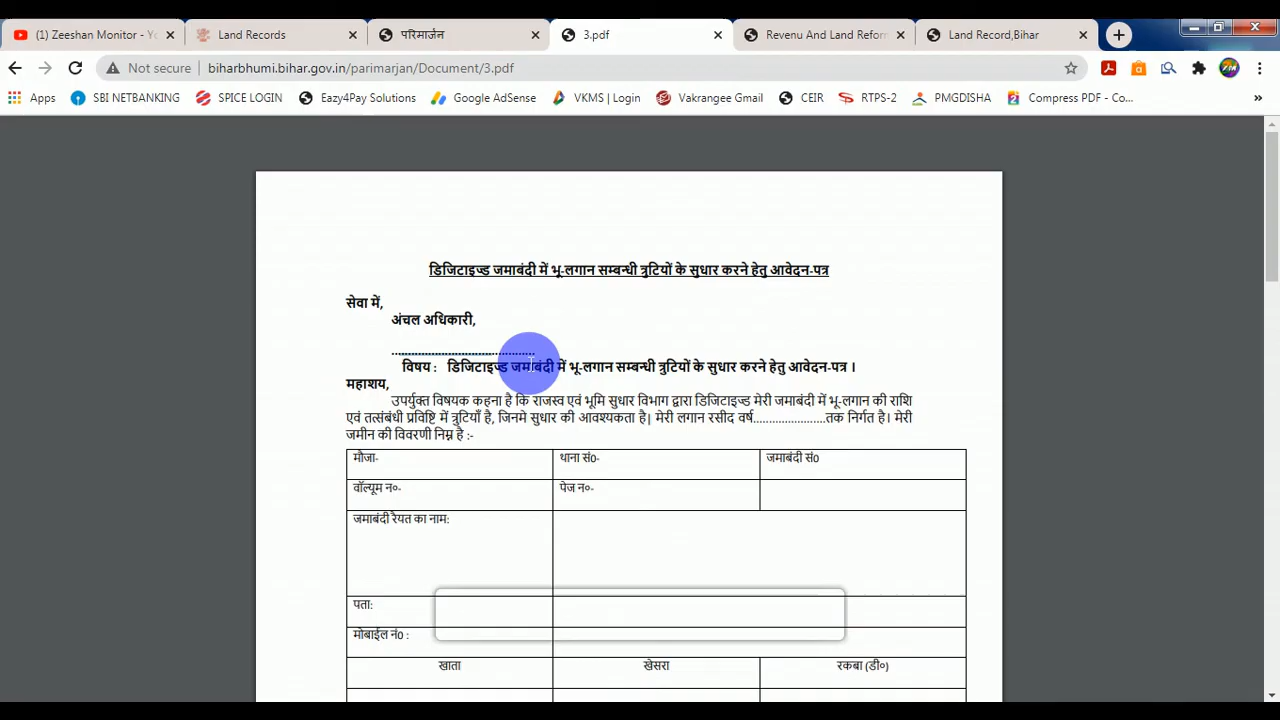 (1) Zeeshan Monitor - Yo
Land Records
परिमार्जन
3.pdf
Revenu And Land Reform
Land Record,Bihar
Not secure
biharbhumi.bihar.gov.in/parimarjan/Document/3.pdf
Apps
SBI NETBANKING
SPICE LOGIN
Eazy4Pay Solutions
Google AdSense
VKMS | Login
Vakrangee Gmail
CEIR
RTPS-2
PMGDISHA
Compress PDF - Co...
»
डिजिटाइज्ड जमाबंदी में भू-लगान सम्बन्धी त्रुटियों के सुधार करने हेतु आवेदन-पत्र
सेवा में,
अंचल अधिकारी,
.......................................
विषय : डिजिटाइज्ड जमाबंदी में भू-लगान सम्बन्धी त्रुटियों के सुधार करने हेतु आवेदन-पत्र ।
महाशय,
उपर्युक्त विषयक कहना है कि राजस्व एवं भूमि सुधार विभाग द्वारा डिजिटाइज्ड मेरी जमाबंदी में भू-लगान की राशि
एवं तत्संबंधी प्रविष्टि में त्रुटियाँ है, जिनमे सुधार की आवश्यकता है| मेरी लगान रसीद वर्ष.......................तक निर्गत है। मेरी
जमीन की विवरणी निम्न है :-
मौजा- थाना सं०- जमाबंदी सं०
वॉल्यूम न०- पेज न०-
जमाबंदी रैयत का नाम:
पता:
मोबाईल नं० :
खाता खेसरा रकबा (डी०)